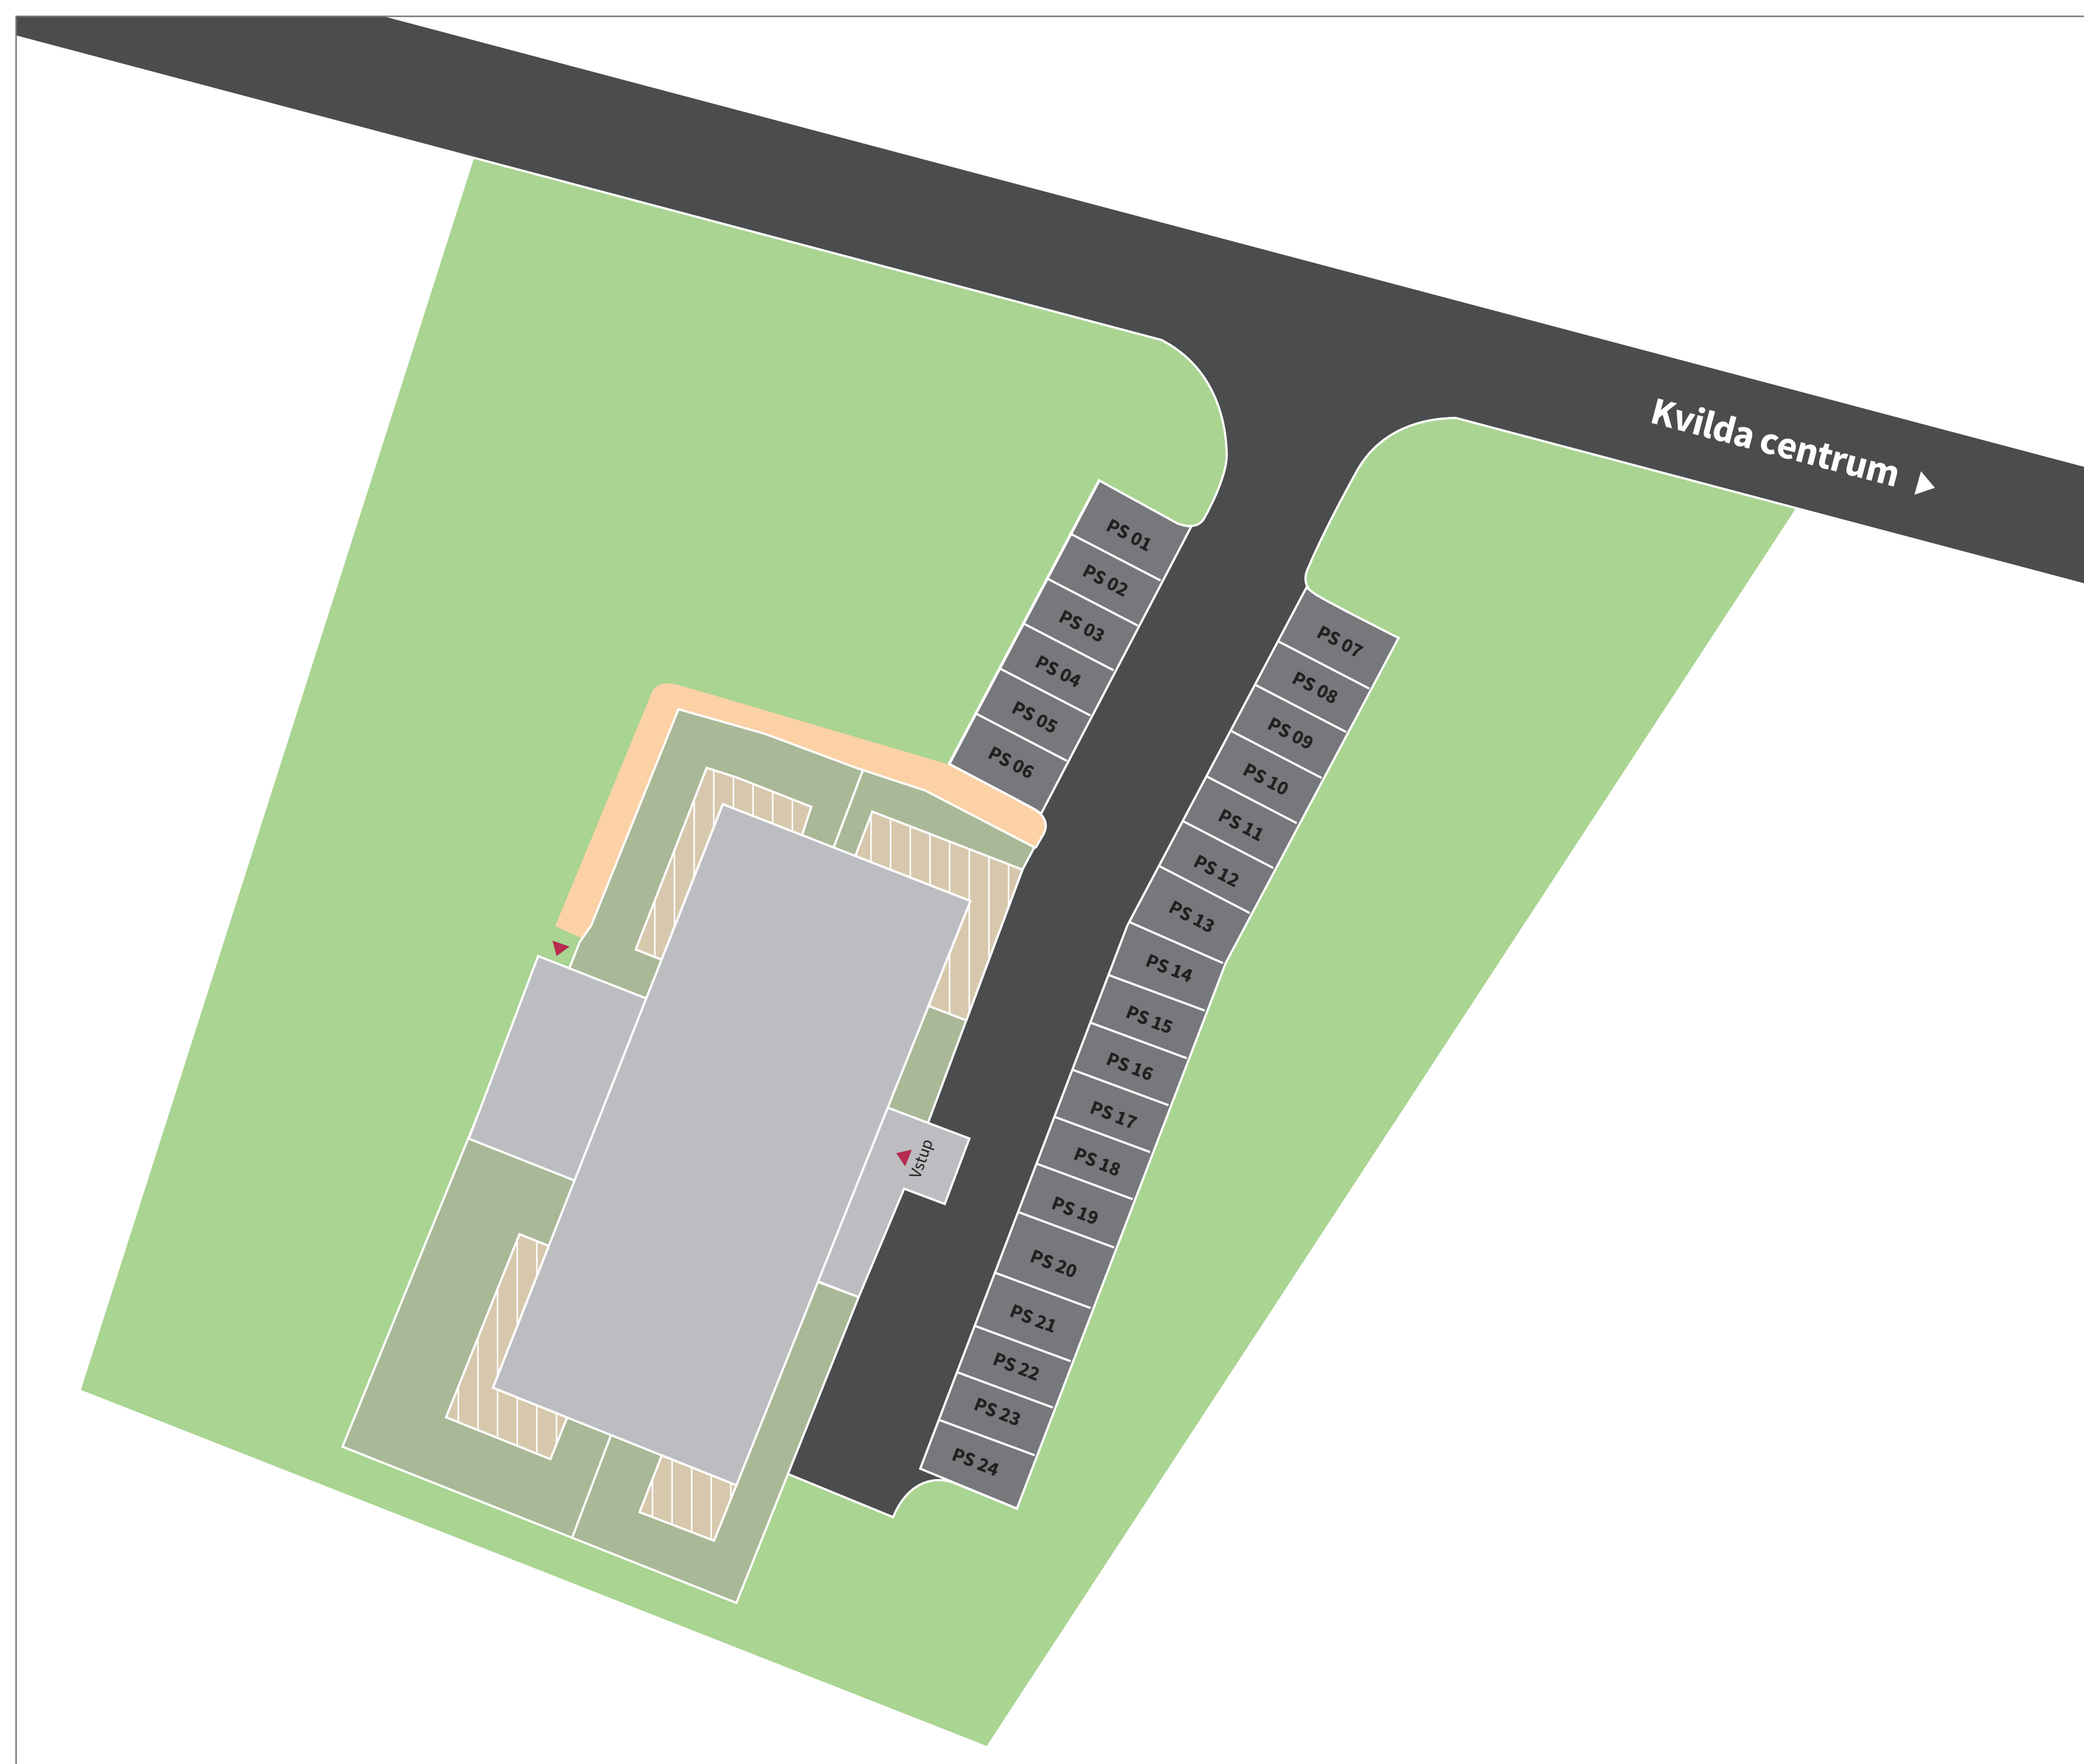 Kvilda centrum ►
PS 01
PS 02
PS 03
PS 04
PS 05
PS 06
PS 07
PS 08
PS 09
PS 10
PS 11
PS 12
PS 13
PS 14
PS 15
PS 16
PS 17
PS 18
PS 19
PS 20
PS 21
PS 22
PS 23
PS 24
Vstup